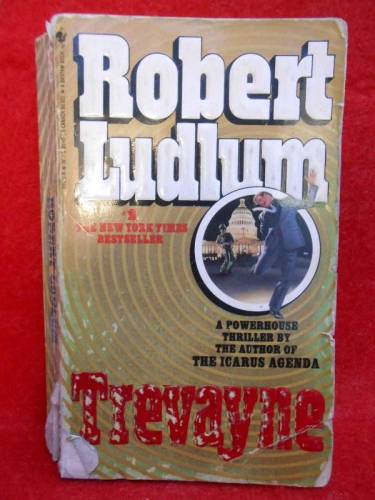 Robert
Ludlum
#1
THE NEW YORK TIMES
BESTSELLER
A POWERHOUSE
THRILLER BY
THE AUTHOR OF
THE ICARUS AGENDA
Trevayne